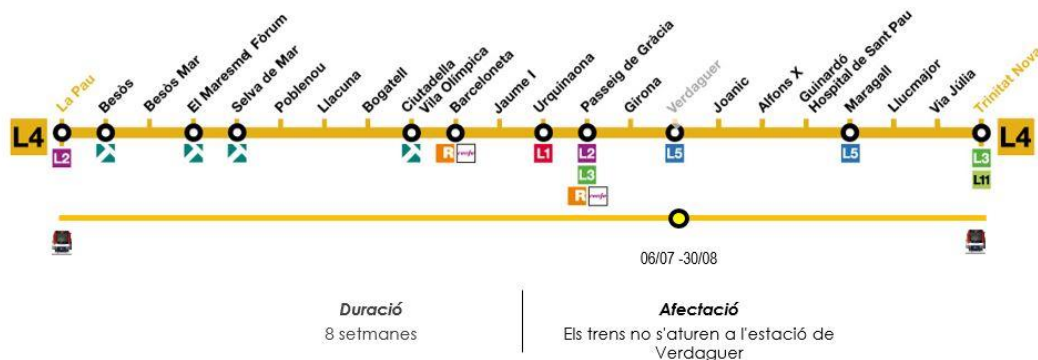 La Pau
Besòs
Besòs Mar
El Maresme| Fòrum
Selva de Mar
Poblenou
Llacuna
Bogatell
Ciutadella
Vila Olímpica
Barceloneta
Jaume I
Urquinaona
Passeig de Gràcia
Girona
Verdaguer
Joanic
Alfons X
Guinardó
Hospital de Sant Pau
Maragall
Llucmajor
Via Júlia
Trinitat Nova
L4
L4
L2
R renfe
L1
L2
L3
R renfe
L5
L5
L3
L11
06/07 -30/08
Duració
8 setmanes
Afectació
Els trens no s'aturen a l'estació de
Verdaguer